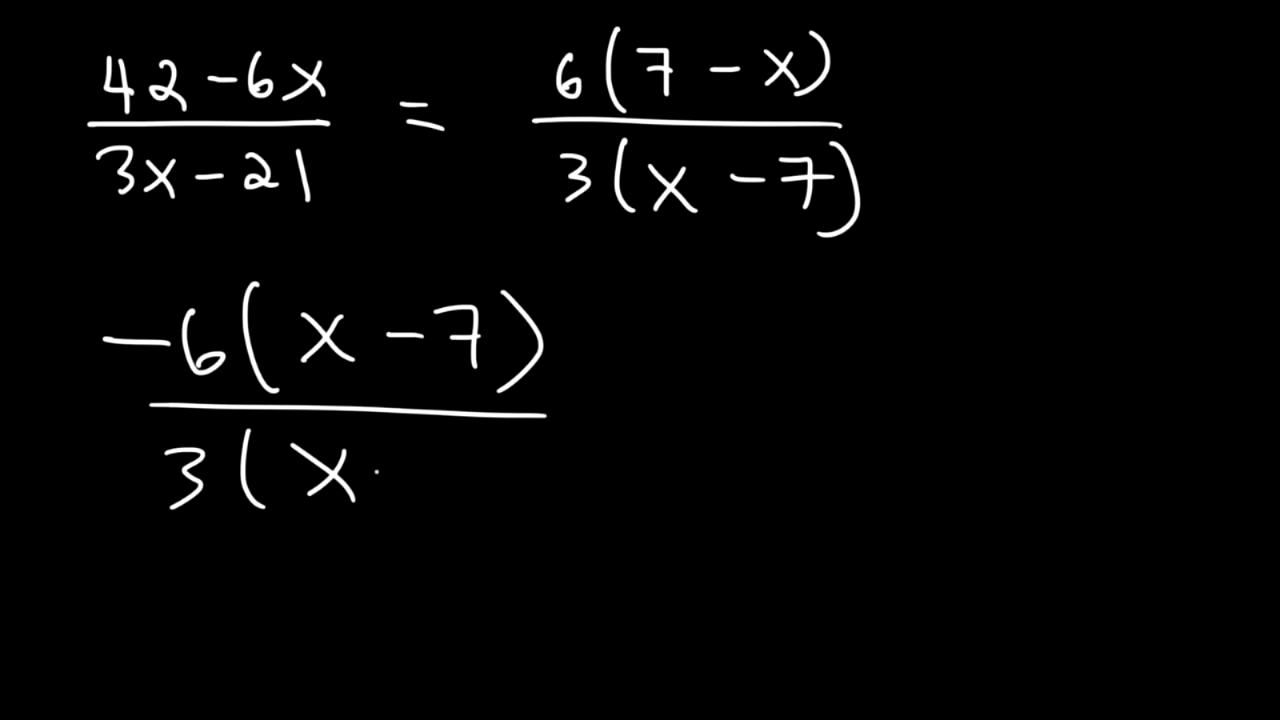 42 - 6x = 6(7 - x)
3x - 21 3(x - 7)
-6(x - 7)
3(x